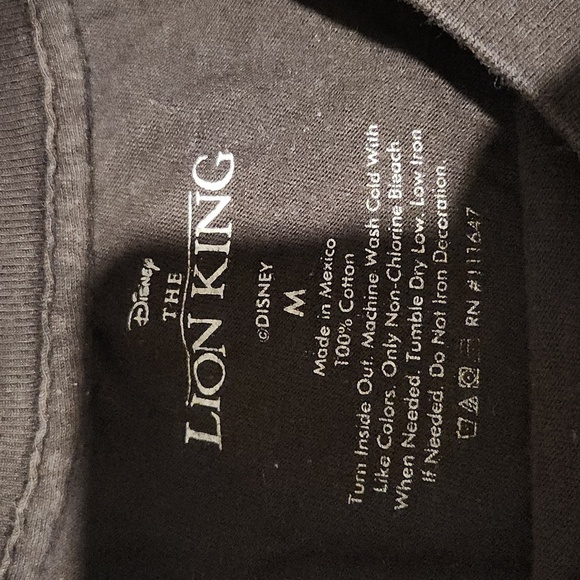 Disney
THE
LION KING
©DISNEY
M
Made in Mexico
100% Cotton
Turn Inside Out. Machine Wash Cold With
Like Colors. Only Non-Chlorine Bleach
When Needed. Tumble Dry Low. Low Iron
If Needed. Do Not Iron Decoration.
RN #111647